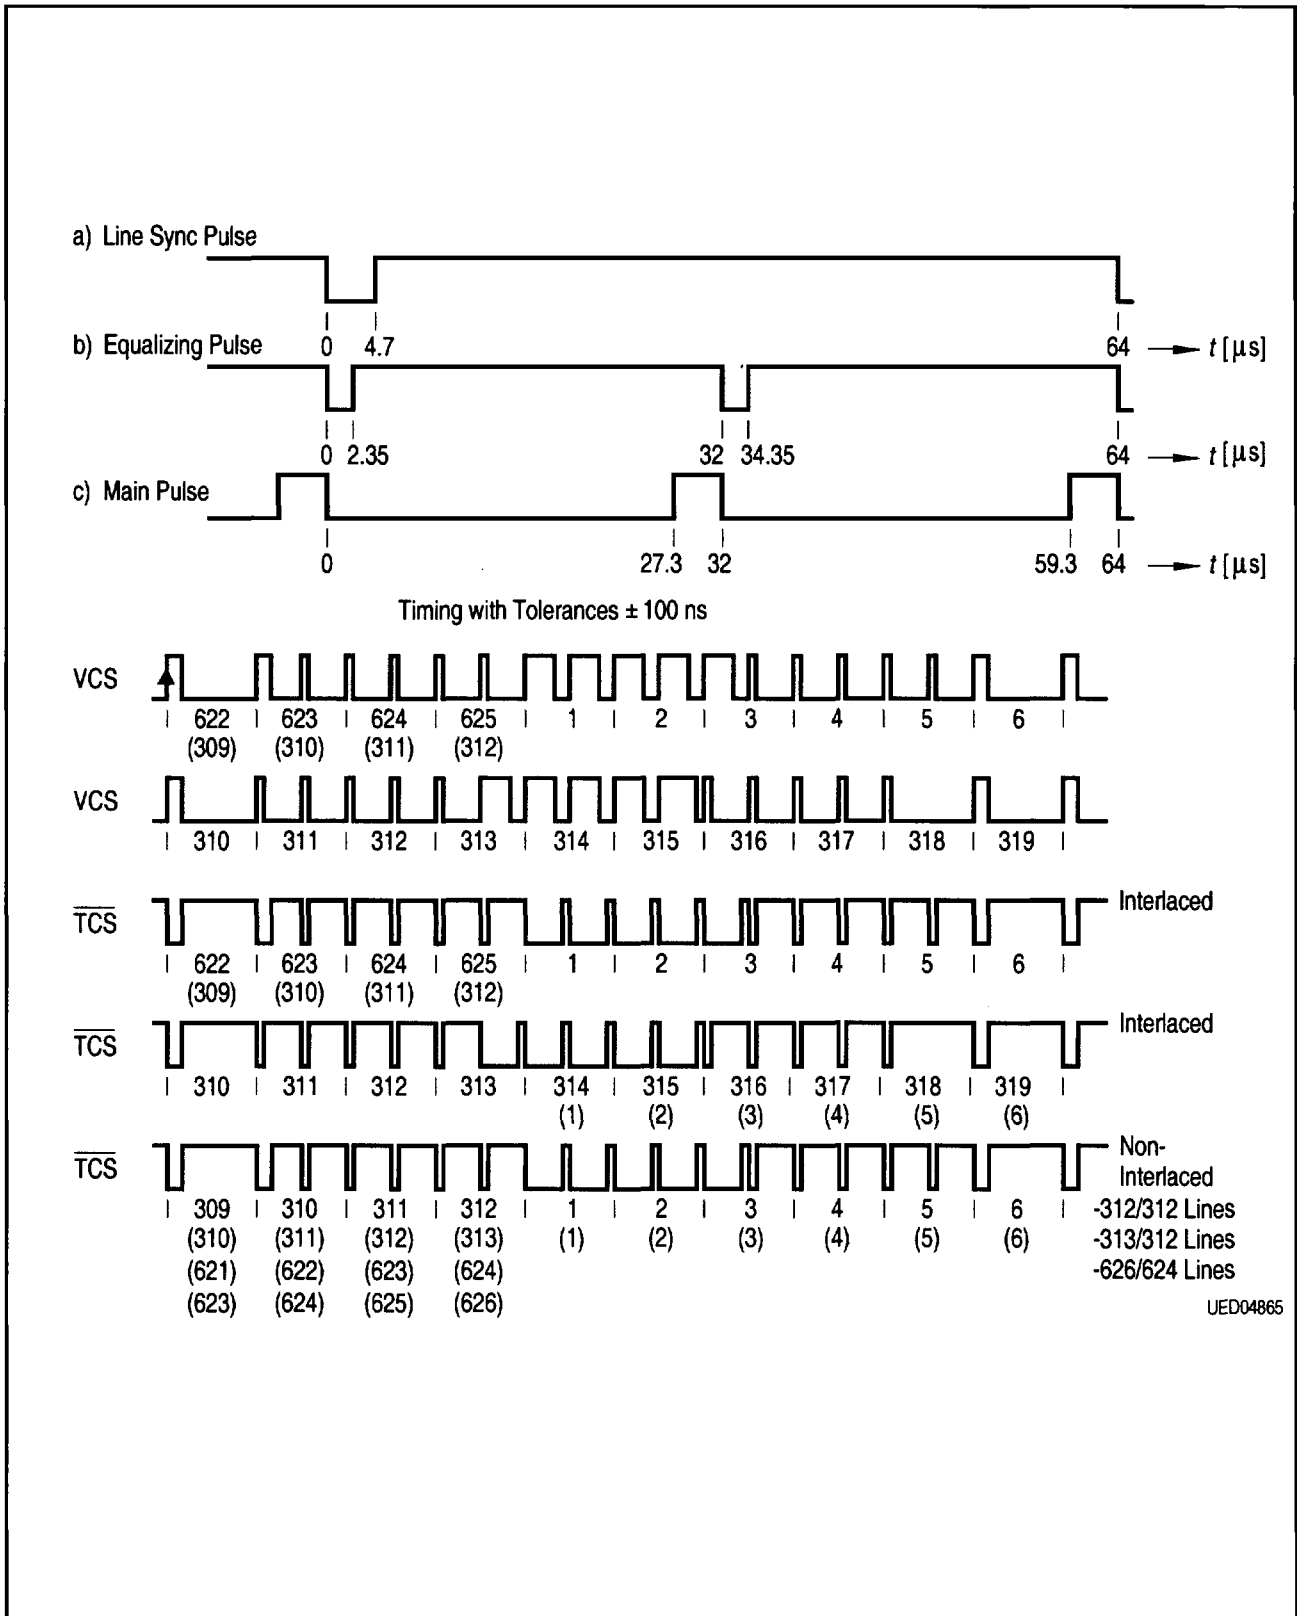 a) Line Sync Pulse
0 4.7 64 t [µs]
b) Equalizing Pulse
0 2.35 32 34.35 64 t [µs]
c) Main Pulse
0 27.3 32 59.3 64 t [µs]
Timing with Tolerances ± 100 ns
VCS
622 623 624 625 1 2 3 4 5 6
(309) (310) (311) (312)
VCS
310 311 312 313 314 315 316 317 318 319
TCS Interlaced
622 623 624 625 1 2 3 4 5 6
(309) (310) (311) (312)
TCS Interlaced
310 311 312 313 314 315 316 317 318 319
(1) (2) (3) (4) (5) (6)
TCS Non-
Interlaced
309 310 311 312 1 2 3 4 5 6 -312/312 Lines
(310) (311) (312) (313) (1) (2) (3) (4) (5) (6) -313/312 Lines
(621) (622) (623) (624) -626/624 Lines
(623) (624) (625) (626)
UED04865